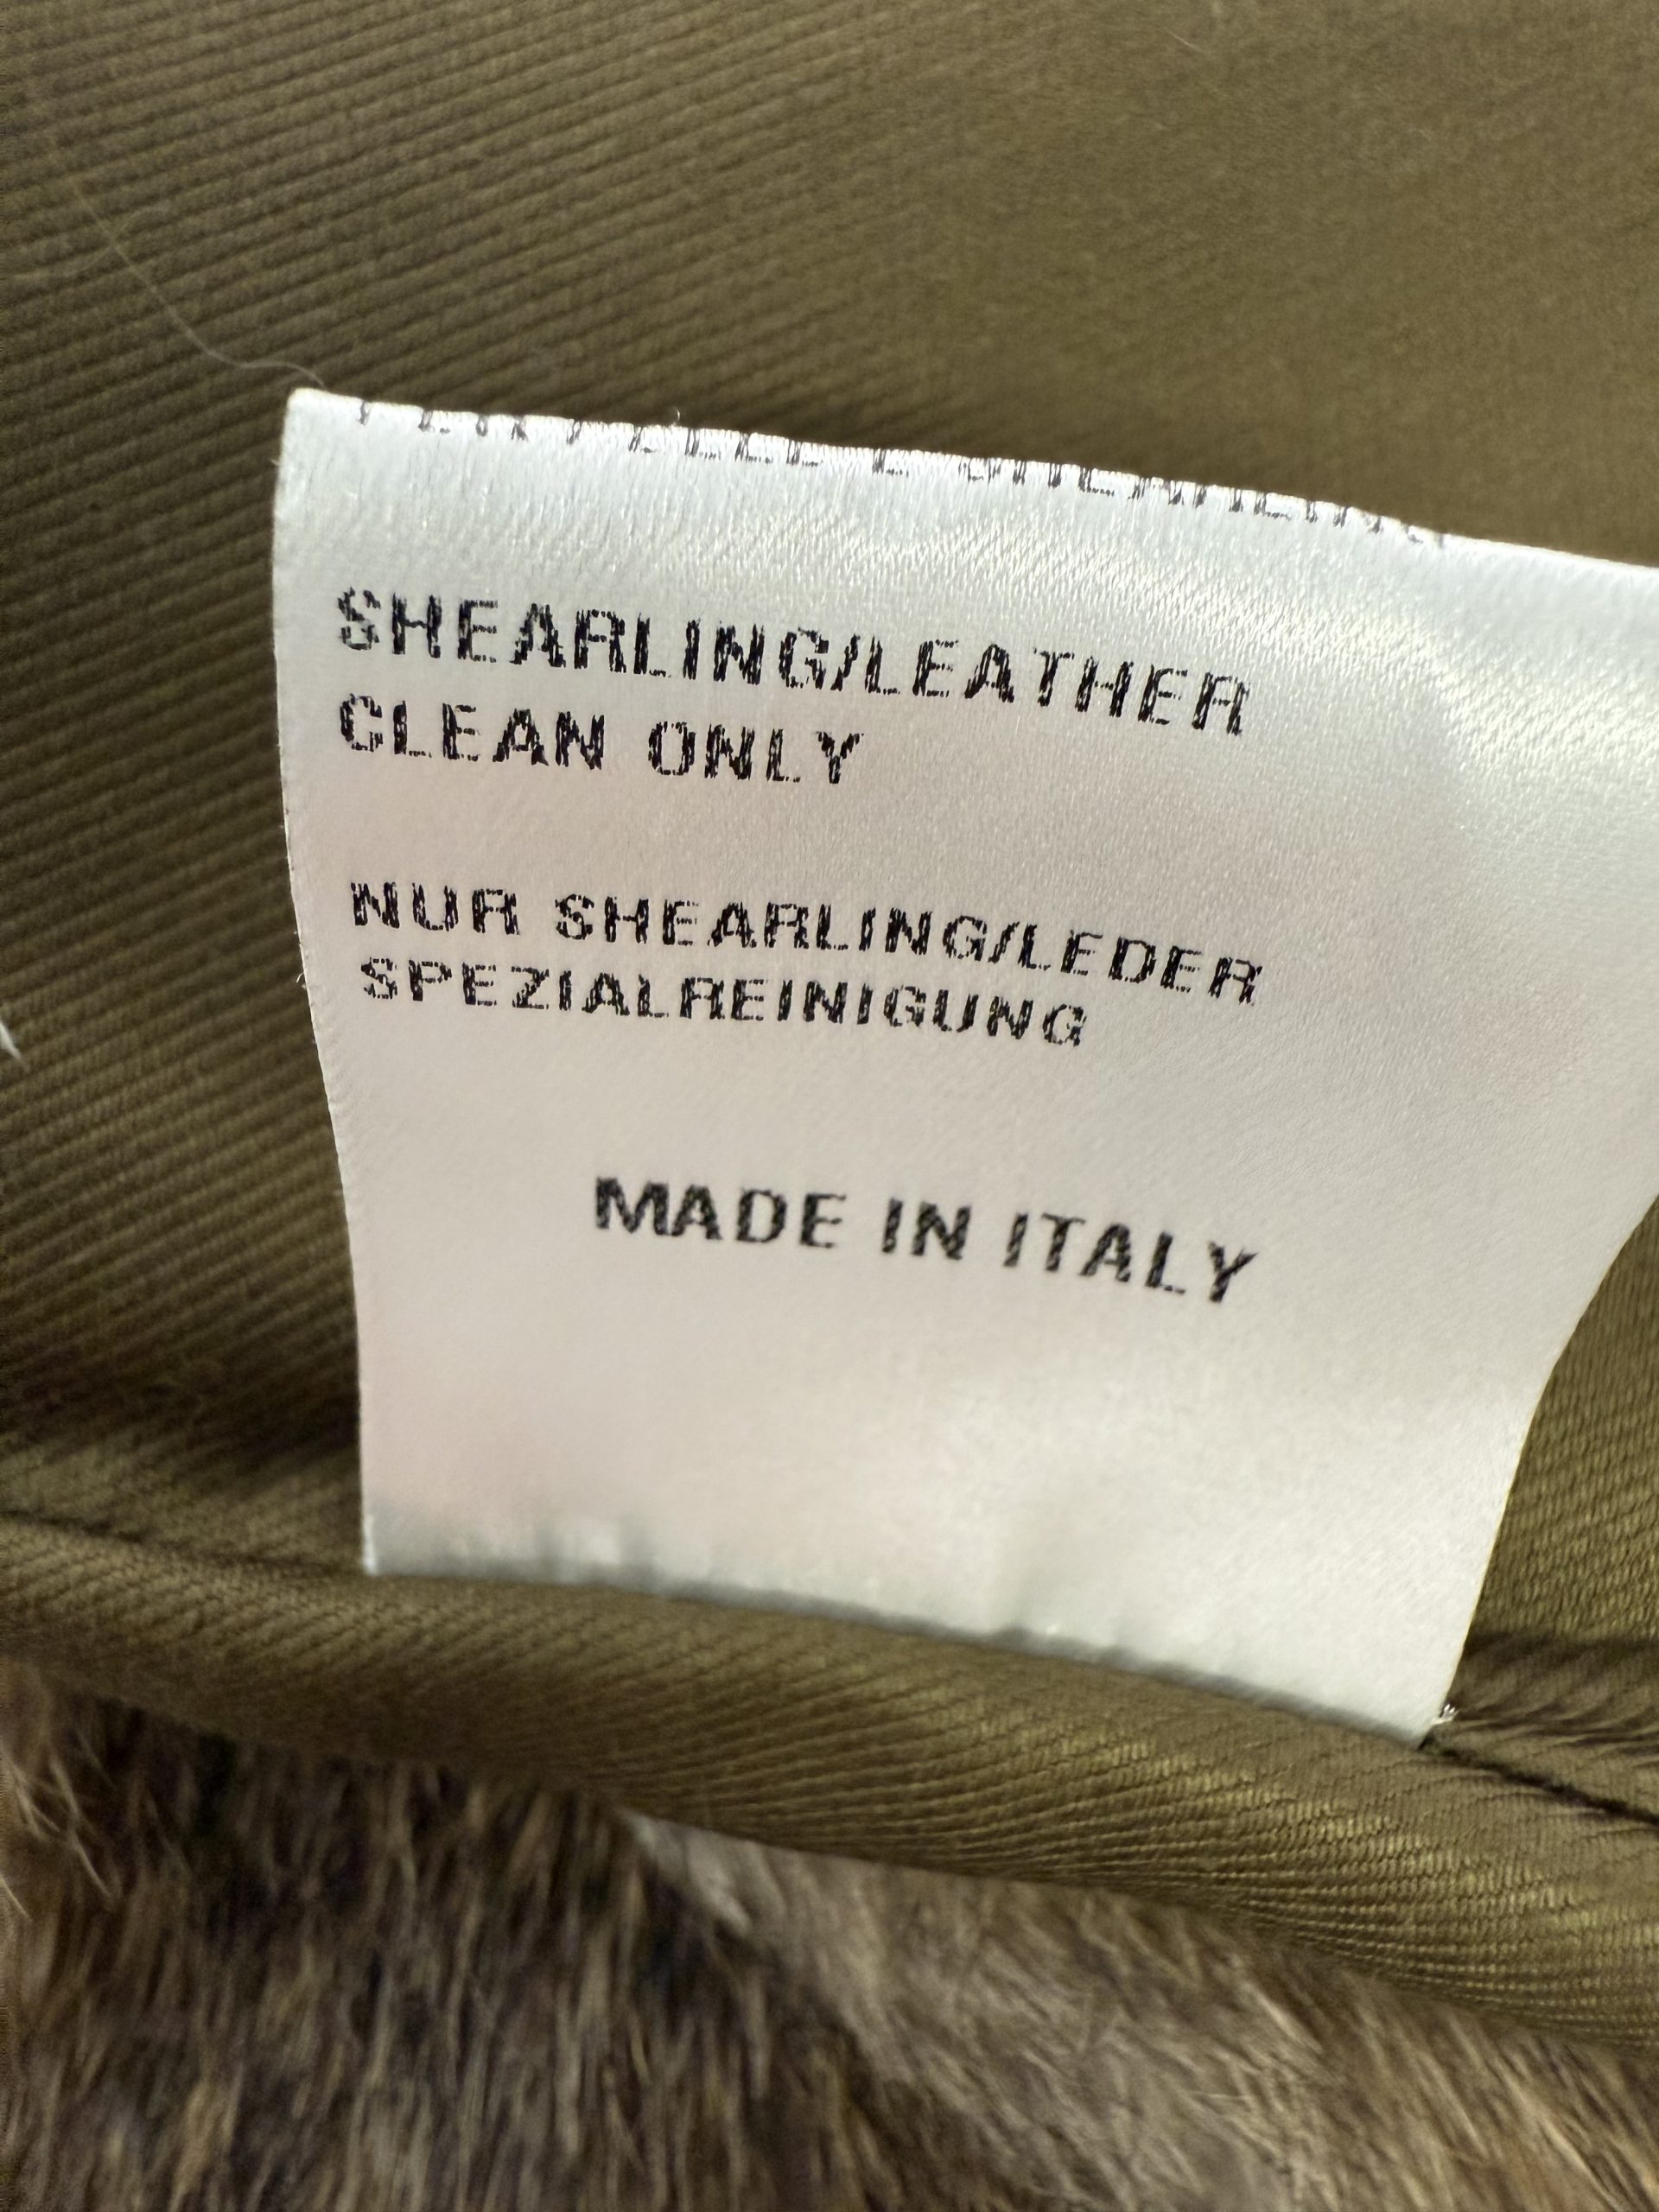 SHEARLING/LEATHER
CLEAN ONLY
NUR SHEARLING/LEDER
SPEZIALREINIGUNG
MADE IN ITALY